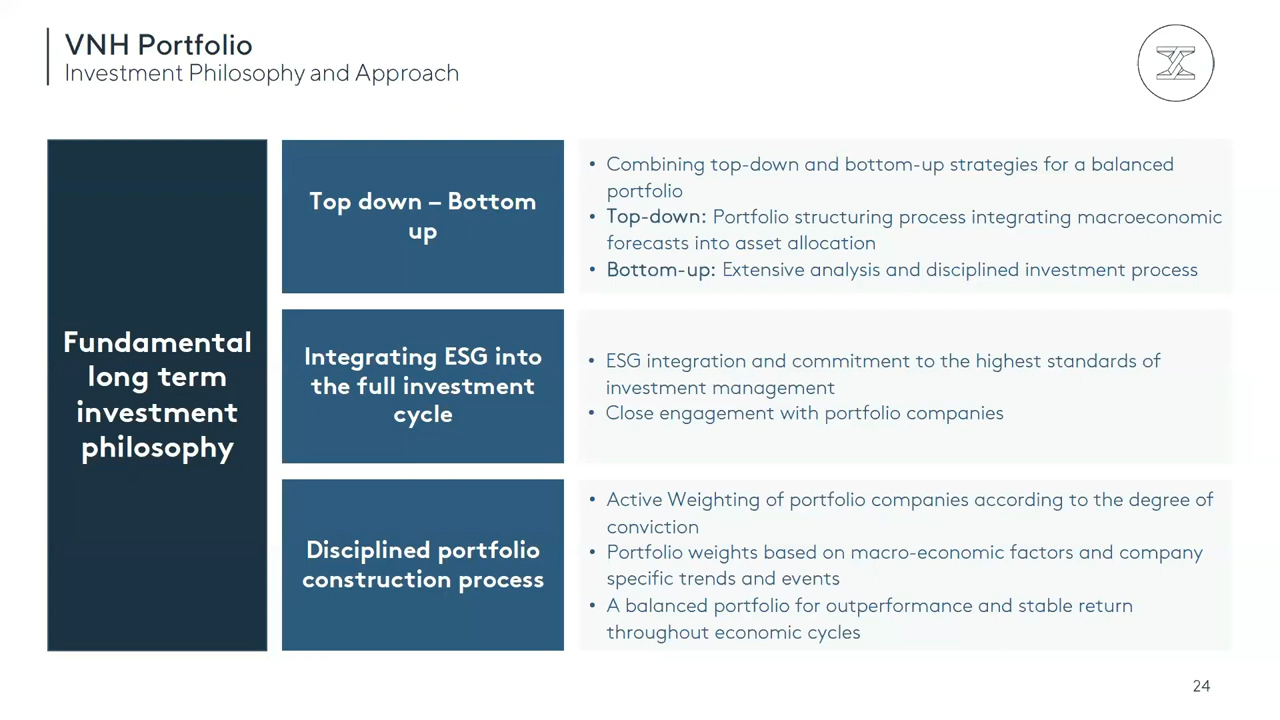 VNH Portfolio
Investment Philosophy and Approach
Fundamental
long term
investment
philosophy
Top down – Bottom
up
• Combining top-down and bottom-up strategies for a balanced
portfolio
• Top-down: Portfolio structuring process integrating macroeconomic
forecasts into asset allocation
• Bottom-up: Extensive analysis and disciplined investment process
Integrating ESG into
the full investment
cycle
• ESG integration and commitment to the highest standards of
investment management
• Close engagement with portfolio companies
Disciplined portfolio
construction process
• Active Weighting of portfolio companies according to the degree of
conviction
• Portfolio weights based on macro-economic factors and company
specific trends and events
• A balanced portfolio for outperformance and stable return
throughout economic cycles
24